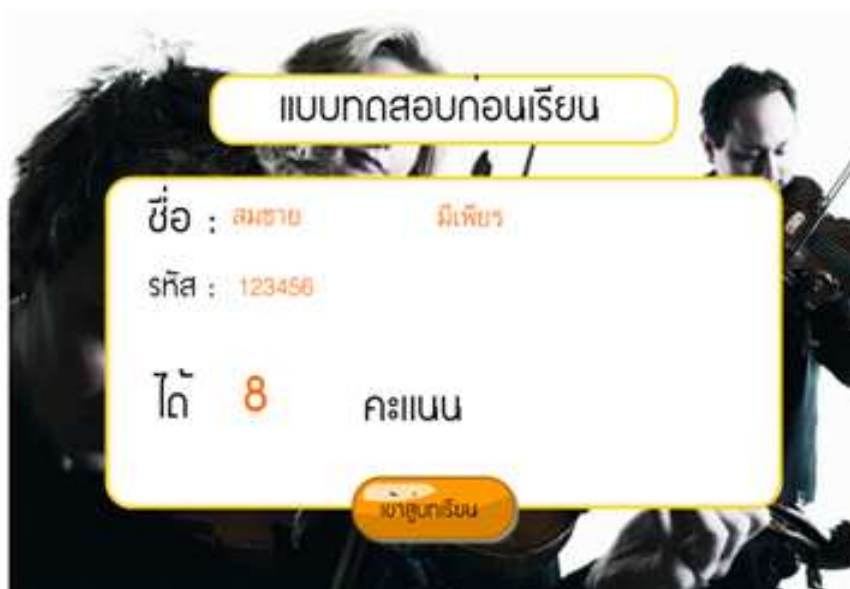 แบบทดสอบก่อนเรียน
ชื่อ : สมชาย มีเพียร
รหัส : 123456
ได้ 8 คะแนน
เข้าสู่บทเรียน